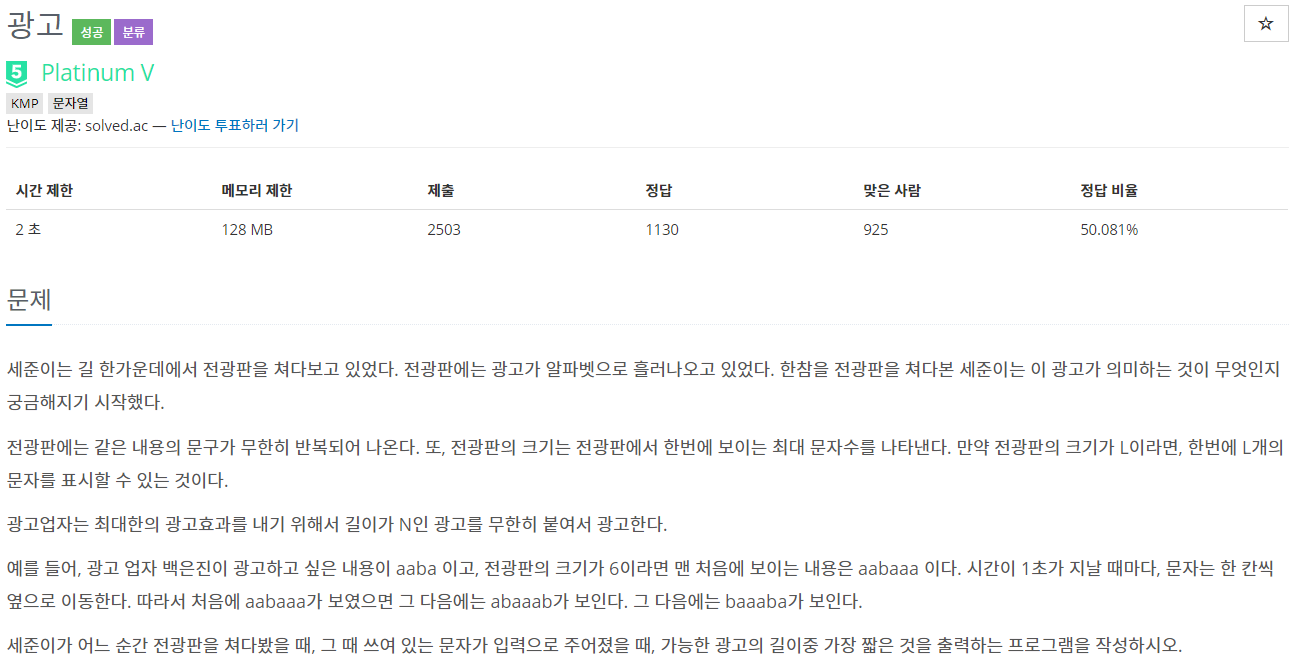 광고 성공 분류 ☆
5 Platinum V
KMP 문자열
난이도 제공: solved.ac — 난이도 투표하러 가기
시간 제한 메모리 제한 제출 정답 맞은 사람 정답 비율
2 초 128 MB 2503 1130 925 50.081%
문제
세준이는 길 한가운데에서 전광판을 쳐다보고 있었다. 전광판에는 광고가 알파벳으로 흘러나오고 있었다. 한참을 전광판을 쳐다본 세준이는 이 광고가 의미하는 것이 무엇인지
궁금해지기 시작했다.
전광판에는 같은 내용의 문구가 무한히 반복되어 나온다. 또, 전광판의 크기는 전광판에서 한번에 보이는 최대 문자수를 나타낸다. 만약 전광판의 크기가 L이라면, 한번에 L개의
문자를 표시할 수 있는 것이다.
광고업자는 최대한의 광고효과를 내기 위해서 길이가 N인 광고를 무한히 붙여서 광고한다.
예를 들어, 광고 업자 백은진이 광고하고 싶은 내용이 aaba 이고, 전광판의 크기가 6이라면 맨 처음에 보이는 내용은 aabaaa 이다. 시간이 1초가 지날 때마다, 문자는 한 칸씩
옆으로 이동한다. 따라서 처음에 aabaaa가 보였으면 그 다음에는 abaaab가 보인다. 그 다음에는 baaaba가 보인다.
세준이가 어느 순간 전광판을 쳐다봤을 때, 그 때 쓰여 있는 문자가 입력으로 주어졌을 때, 가능한 광고의 길이중 가장 짧은 것을 출력하는 프로그램을 작성하시오.